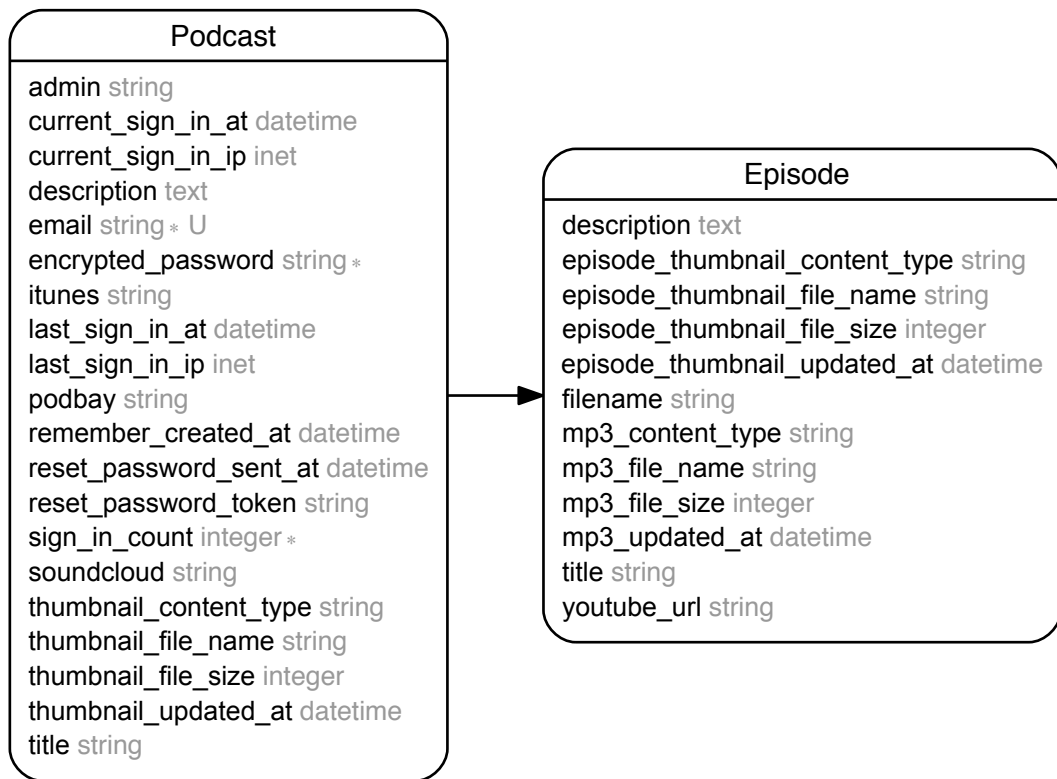 Podcast
admin string
current_sign_in_at datetime
current_sign_in_ip inet
description text
email string * U
encrypted_password string *
itunes string
last_sign_in_at datetime
last_sign_in_ip inet
podbay string
remember_created_at datetime
reset_password_sent_at datetime
reset_password_token string
sign_in_count integer *
soundcloud string
thumbnail_content_type string
thumbnail_file_name string
thumbnail_file_size integer
thumbnail_updated_at datetime
title string
Episode
description text
episode_thumbnail_content_type string
episode_thumbnail_file_name string
episode_thumbnail_file_size integer
episode_thumbnail_updated_at datetime
filename string
mp3_content_type string
mp3_file_name string
mp3_file_size integer
mp3_updated_at datetime
title string
youtube_url string